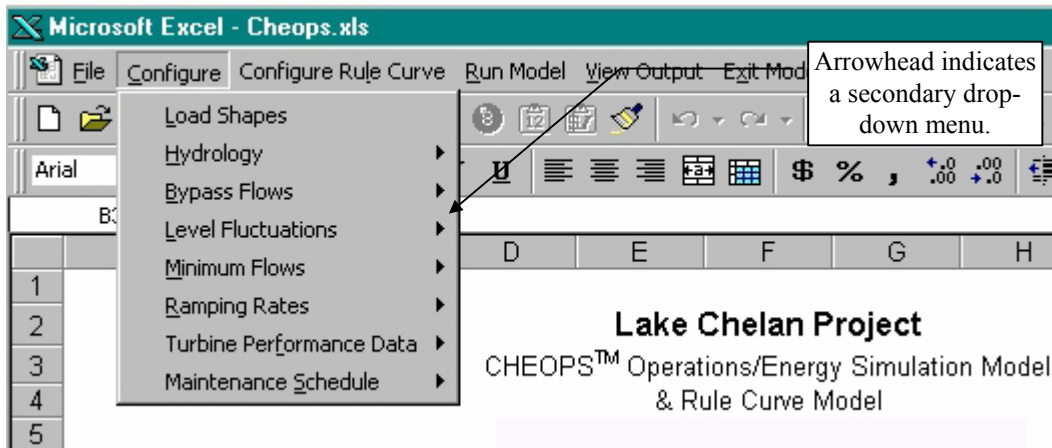 Microsoft Excel - Cheops.xls
File Configure Configure Rule Curve Run Model View Output Exit Mod
Arrowhead indicates
a secondary drop-
down menu.
Load Shapes
Hydrology
Bypass Flows
Level Fluctuations
Minimum Flows
Ramping Rates
Turbine Performance Data
Maintenance Schedule
Arial
U $ % , .00 .00
D E F G H
1
2 Lake Chelan Project
3 CHEOPS™ Operations/Energy Simulation Model
4 & Rule Curve Model
5